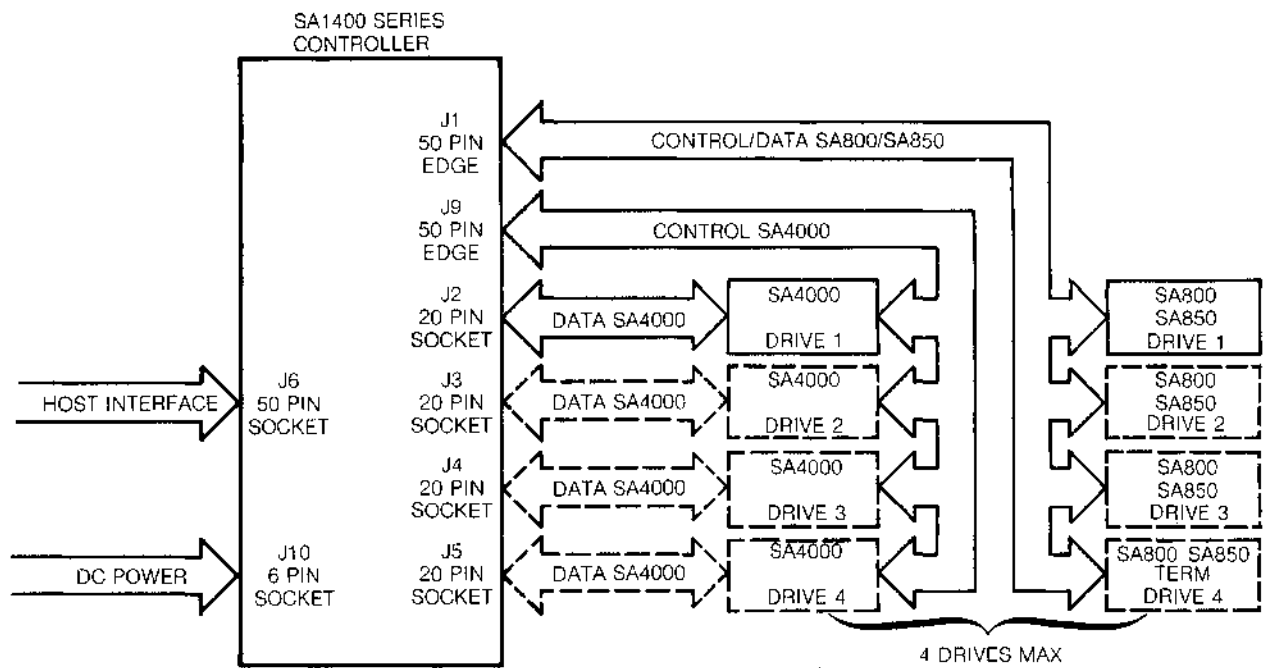 SA1400 SERIES
CONTROLLER
J1
50 PIN
EDGE
CONTROL/DATA SA800/SA850
J9
50 PIN
EDGE
CONTROL SA4000
J2
20 PIN
SOCKET
DATA SA4000
SA4000
DRIVE 1
SA800
SA850
DRIVE 1
HOST INTERFACE
J6
50 PIN
SOCKET
J3
20 PIN
SOCKET
DATA SA4000
SA4000
DRIVE 2
SA800
SA850
DRIVE 2
J4
20 PIN
SOCKET
DATA SA4000
SA4000
DRIVE 3
SA800
SA850
DRIVE 3
DC POWER
J10
6 PIN
SOCKET
J5
20 PIN
SOCKET
DATA SA4000
SA4000
DRIVE 4
SA800 SA850
TERM
DRIVE 4
4 DRIVES MAX